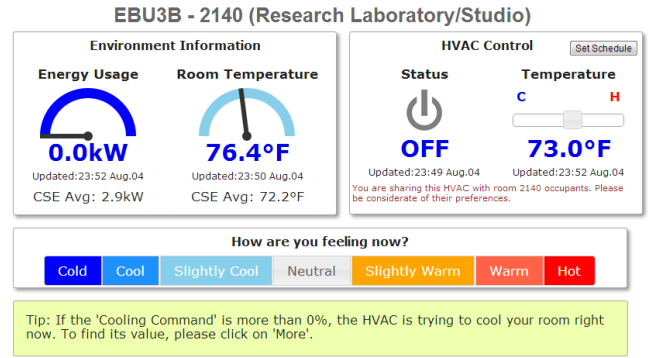 EBU3B - 2140 (Research Laboratory/Studio)
Environment Information
Energy Usage
0.0kW
Updated:23:52 Aug.04
CSE Avg: 2.9kW
Room Temperature
76.4°F
Updated:23:50 Aug.04
CSE Avg: 72.2ºF
HVAC Control
Set Schedule
Status
OFF
Updated:23:49 Aug.04
Temperature
C H
73.0°F
Updated:23:52 Aug.04
You are sharing this HVAC with room 2140 occupants. Please
be considerate of their preferences.
How are you feeling now?
Cold Cool Slightly Cool Neutral Slightly Warm Warm Hot
Tip: If the 'Cooling Command' is more than 0%, the HVAC is trying to cool your room right
now. To find its value, please click on 'More'.